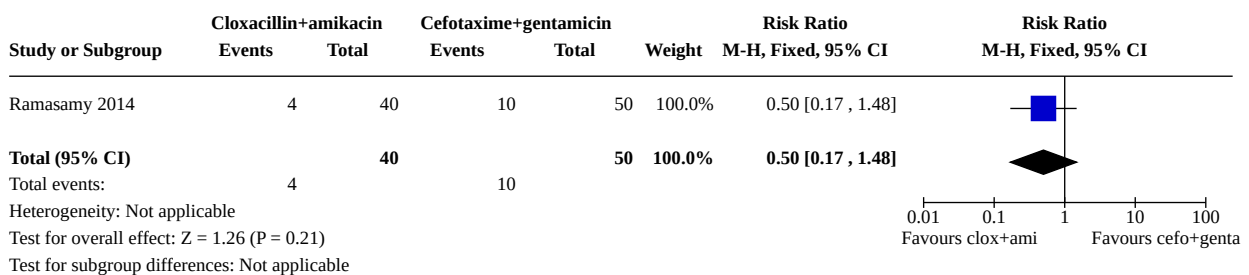 Cloxacillin+amikacin Cefotaxime+gentamicin Risk Ratio Risk Ratio
Study or Subgroup Events Total Events Total Weight M-H, Fixed, 95% CI M-H, Fixed, 95% CI
Ramasamy 2014 4 40 10 50 100.0% 0.50 [0.17 , 1.48]
Total (95% CI) 40 50 100.0% 0.50 [0.17 , 1.48]
Total events: 4 10
Heterogeneity: Not applicable
0.01 0.1 1 10 100
Test for overall effect: Z = 1.26 (P = 0.21) Favours clox+ami Favours cefo+genta
Test for subgroup differences: Not applicable